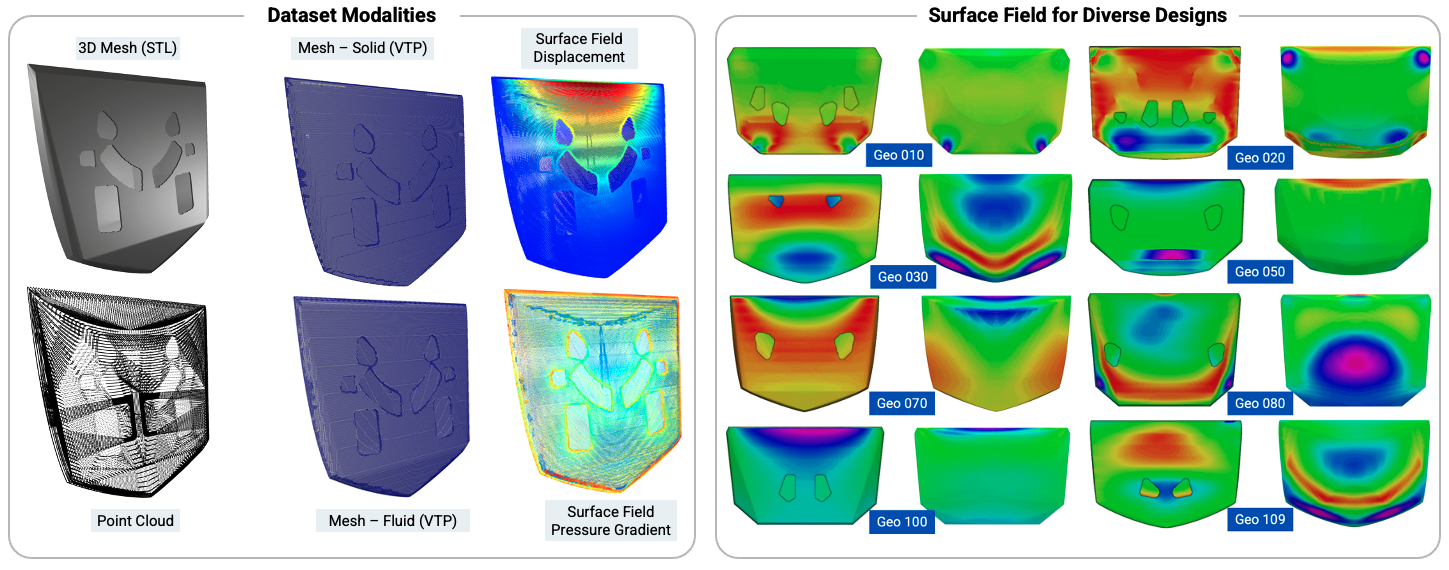 Dataset Modalities
3D Mesh (STL)
Mesh – Solid (VTP)
Surface Field
Displacement
Point Cloud
Mesh – Fluid (VTP)
Surface Field
Pressure Gradient
Surface Field for Diverse Designs
Geo 010
Geo 020
Geo 030
Geo 050
Geo 070
Geo 080
Geo 100
Geo 109